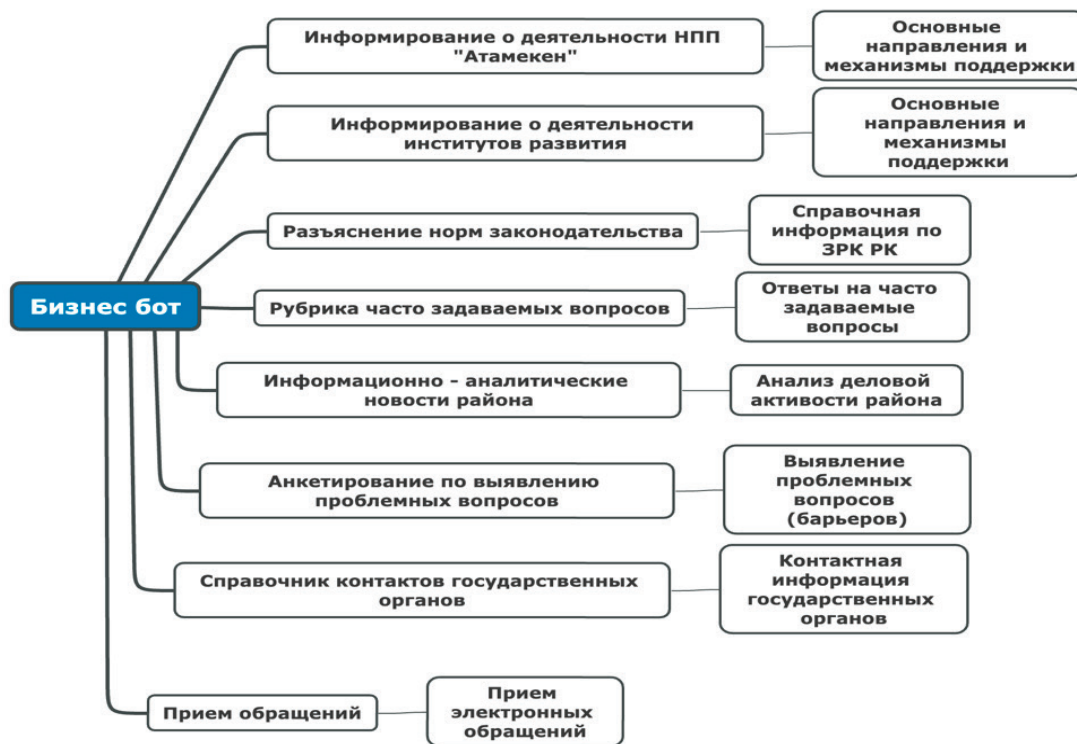 Информирование о деятельности НПП
"Атамекен"
Основные
направления и
механизмы поддержки
Информирование о деятельности
институтов развития
Основные
направления и
механизмы
поддержки
Разъяснение норм законодательства
Справочная
информация по
ЗРК РК
Бизнес бот
Рубрика часто задаваемых вопросов
Ответы на часто
задаваемые
вопросы
Информационно - аналитические
новости района
Анализ деловой
активости района
Анкетирование по выявлению
проблемных вопросов
Выявление
проблемных
вопросов
(барьеров)
Справочник контактов государственных
органов
Контактная
информация
государственных
органов
Прием обращений
Прием
электронных
обращений